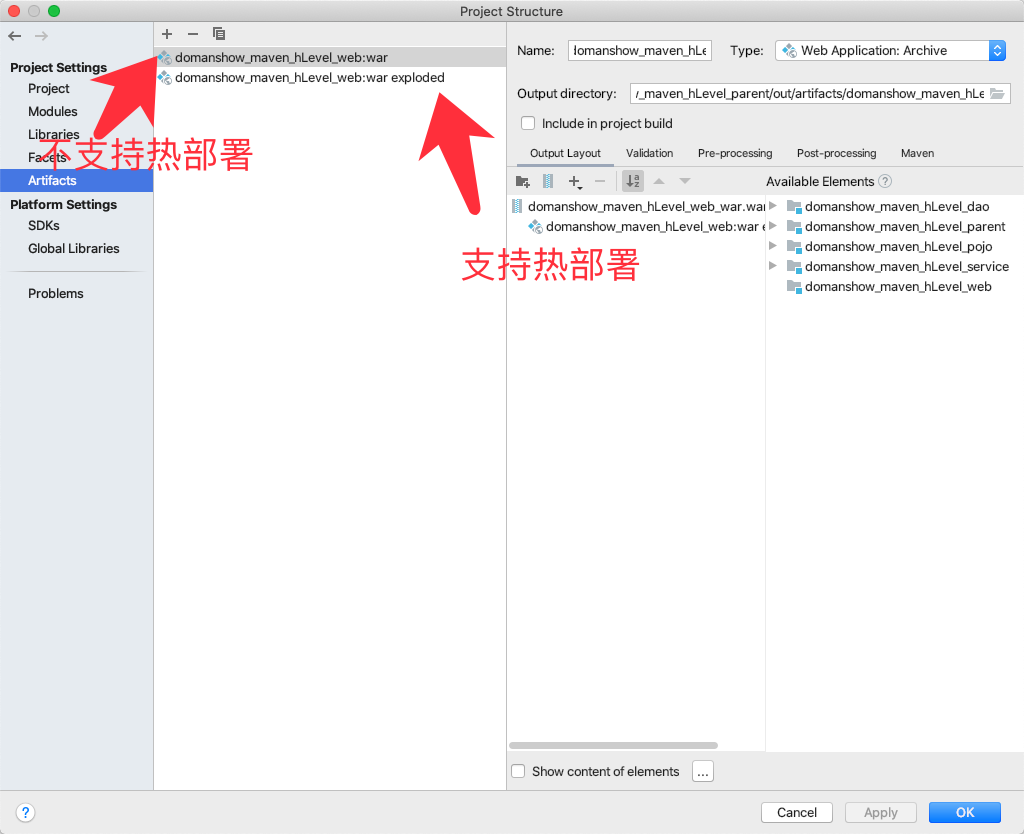 Project Structure
Project Settings
Project
Modules
Libraries
Facets
Artifacts
Platform Settings
SDKs
Global Libraries
Problems
不支持热部署
domanshow_maven_hLevel_web:war
domanshow_maven_hLevel_web:war exploded
支持热部署
Name: domanshow_maven_hLe Type: Web Application: Archive
Output directory: /_maven_hLevel_parent/out/artifacts/domanshow_maven_hLe
Include in project build
Output Layout Validation Pre-processing Post-processing Maven
Available Elements ?
domanshow_maven_hLevel_web_war.war
domanshow_maven_hLevel_web:war e
domanshow_maven_hLevel_dao
domanshow_maven_hLevel_parent
domanshow_maven_hLevel_pojo
domanshow_maven_hLevel_service
domanshow_maven_hLevel_web
Show content of elements ...
? Cancel Apply OK